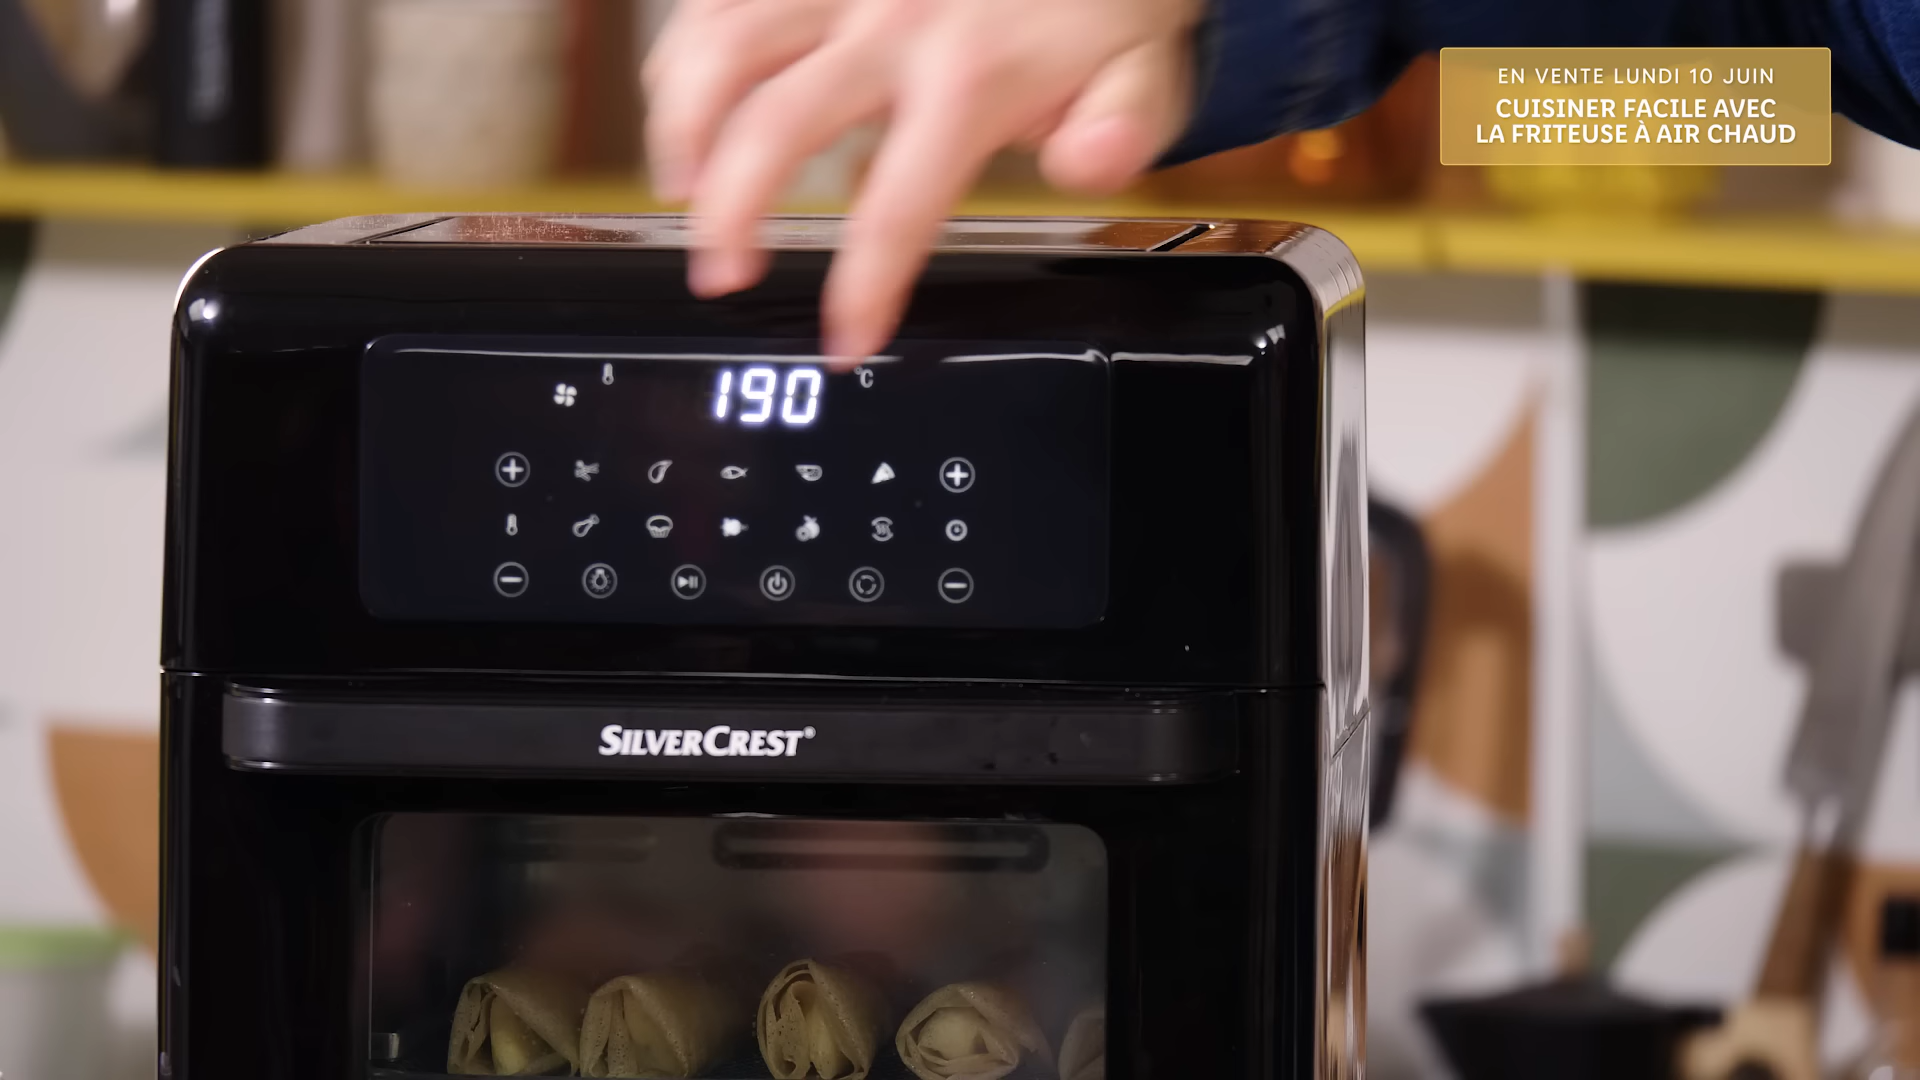 EN VENTE LUNDI 10 JUIN
CUISINER FACILE AVEC
LA FRITEUSE À AIR CHAUD
190 °C
SILVERCREST®